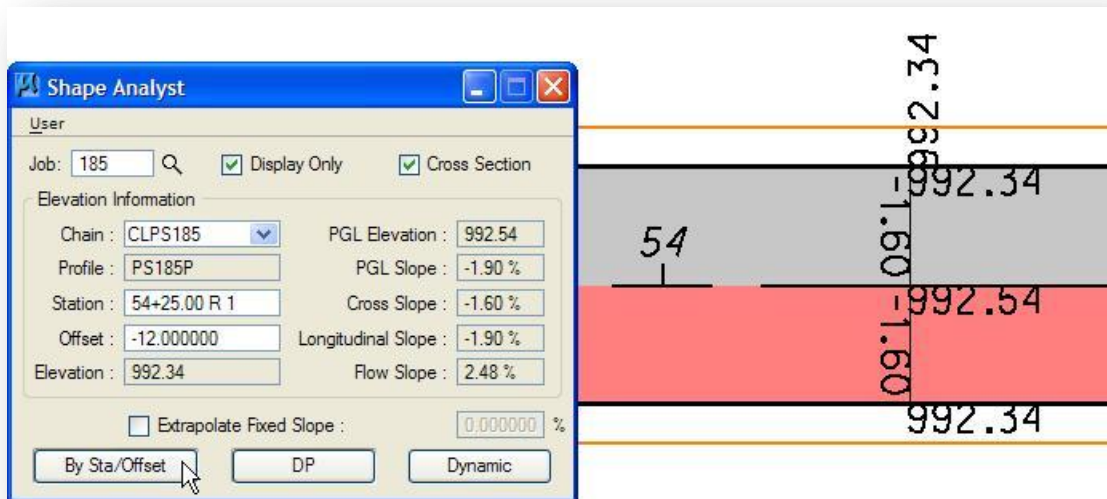 Shape Analyst
User
Job: 185
Display Only
Cross Section
Elevation Information
Chain : CLPS185
PGL Elevation : 992.54
Profile : PS185P
PGL Slope : -1.90 %
Station : 54+25.00 R 1
Cross Slope : -1.60 %
Offset : -12.000000
Longitudinal Slope : -1.90 %
Elevation : 992.34
Flow Slope : 2.48 %
Extrapolate Fixed Slope : 0.000000 %
By Sta/Offset
DP
Dynamic
992.34
992.34
-1.60
54
992.54
-1.60
992.34